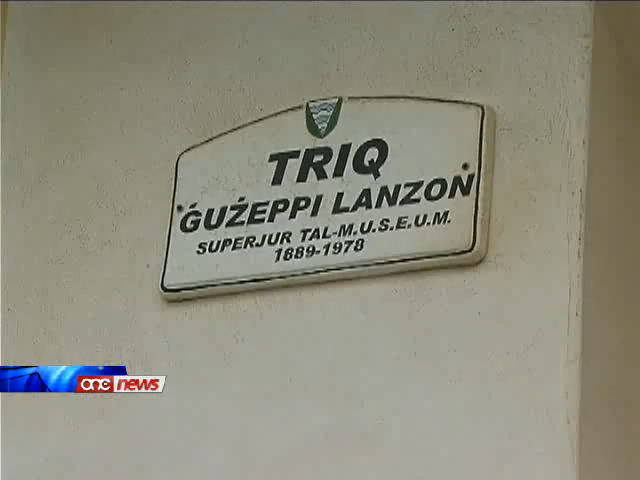 TRIQ
ĠUŻEPPI LANZON
SUPERJUR TAL-M.U.S.E.U.M.
1889-1978
one news